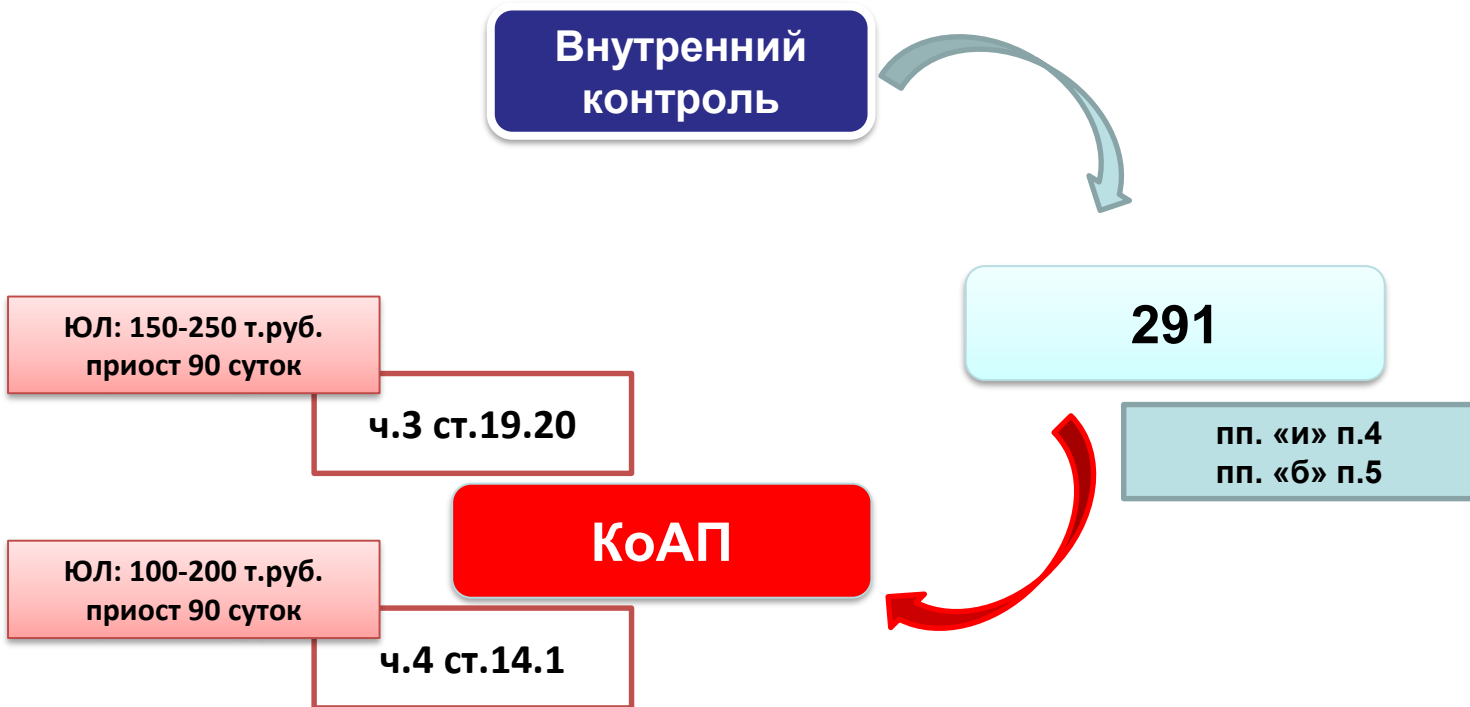 Внутренний
контроль
291
пп. «и» п.4
пп. «б» п.5
ЮЛ: 150-250 т.руб.
приост 90 суток
ч.3 ст.19.20
КоАП
ЮЛ: 100-200 т.руб.
приост 90 суток
ч.4 ст.14.1